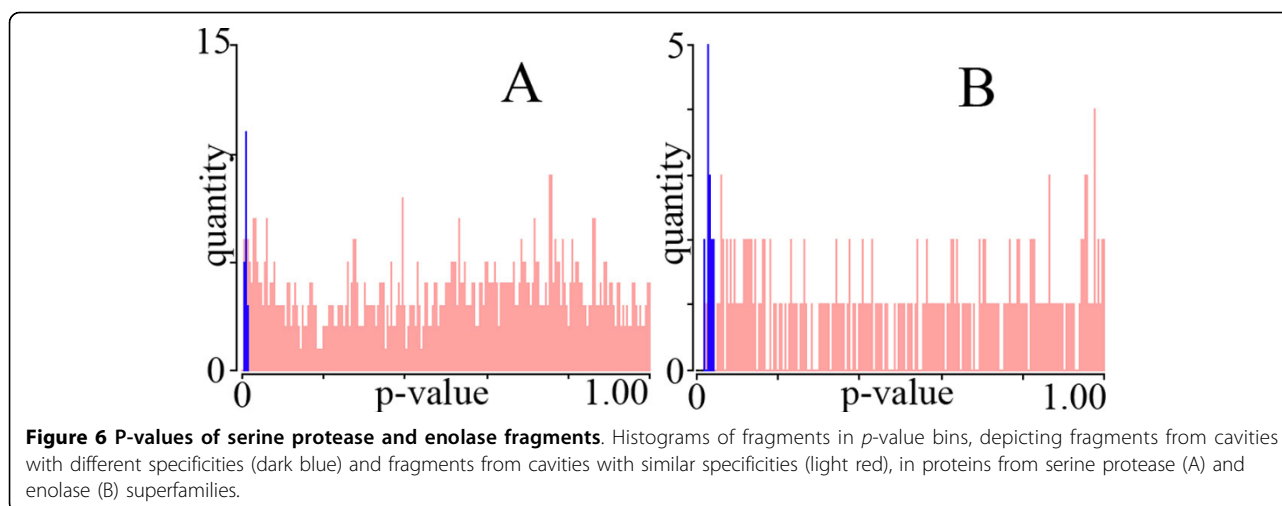 15
A
quantity
0
0
p-value
1.00
5
B
quantity
0
0
p-value
1.00
Figure 6 P-values of serine protease and enolase fragments. Histograms of fragments in p-value bins, depicting fragments from cavities
with different specificities (dark blue) and fragments from cavities with similar specificities (light red), in proteins from serine protease (A) and
enolase (B) superfamilies.